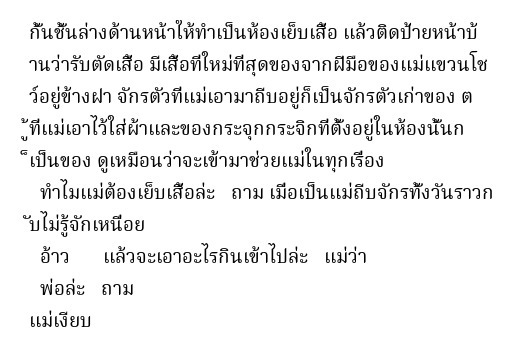 กั้นชั้นล่างด้านหน้าให้ทำเป็นห้องเย็บเสื้อ แล้วติดป้ายหน้าบ้
านว่ารับตัดเสื้อ มีเสื้อที่ใหม่ที่สุดของจากฝีมือของแม่แขวนโช
ว์อยู่ข้างฝา จักรตัวที่แม่เอามาถีบอยู่ก็เป็นจักรตัวเก่าของ ต
ู้ที่แม่เอาไว้ใส่ผ้าและของกระจุกกระจิกที่ตั้งอยู่ในห้องนั้นก
็เป็นของ ดูเหมือนว่าจะเข้ามาช่วยแม่ในทุกเรื่อง
ทำไมแม่ต้องเย็บเสื้อล่ะ ถาม เมื่อเป็นแม่ถีบจักรทั้งวันราวก
ับไม่รู้จักเหนื่อย
อ้าว แล้วจะเอาอะไรกินเข้าไปล่ะ แม่ว่า
พ่อล่ะ ถาม
แม่เงียบ